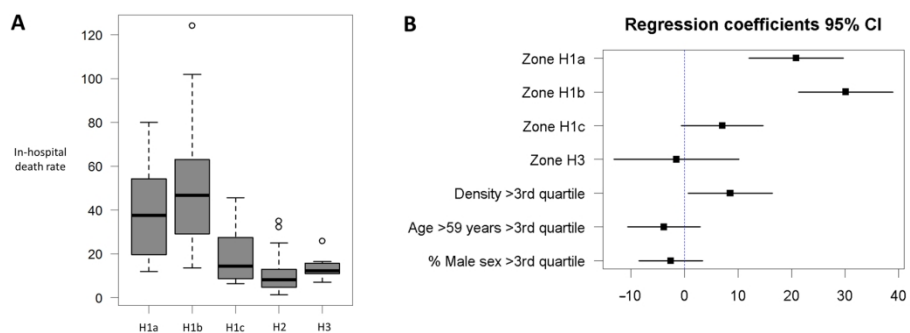 A
In-hospital
death rate
120
100
80
60
40
20
0
H1a H1b H1c H2 H3
B
Regression coefficients 95% CI
Zone H1a
Zone H1b
Zone H1c
Zone H3
Density >3rd quartile
Age >59 years >3rd quartile
% Male sex >3rd quartile
−10 0 10 20 30 40